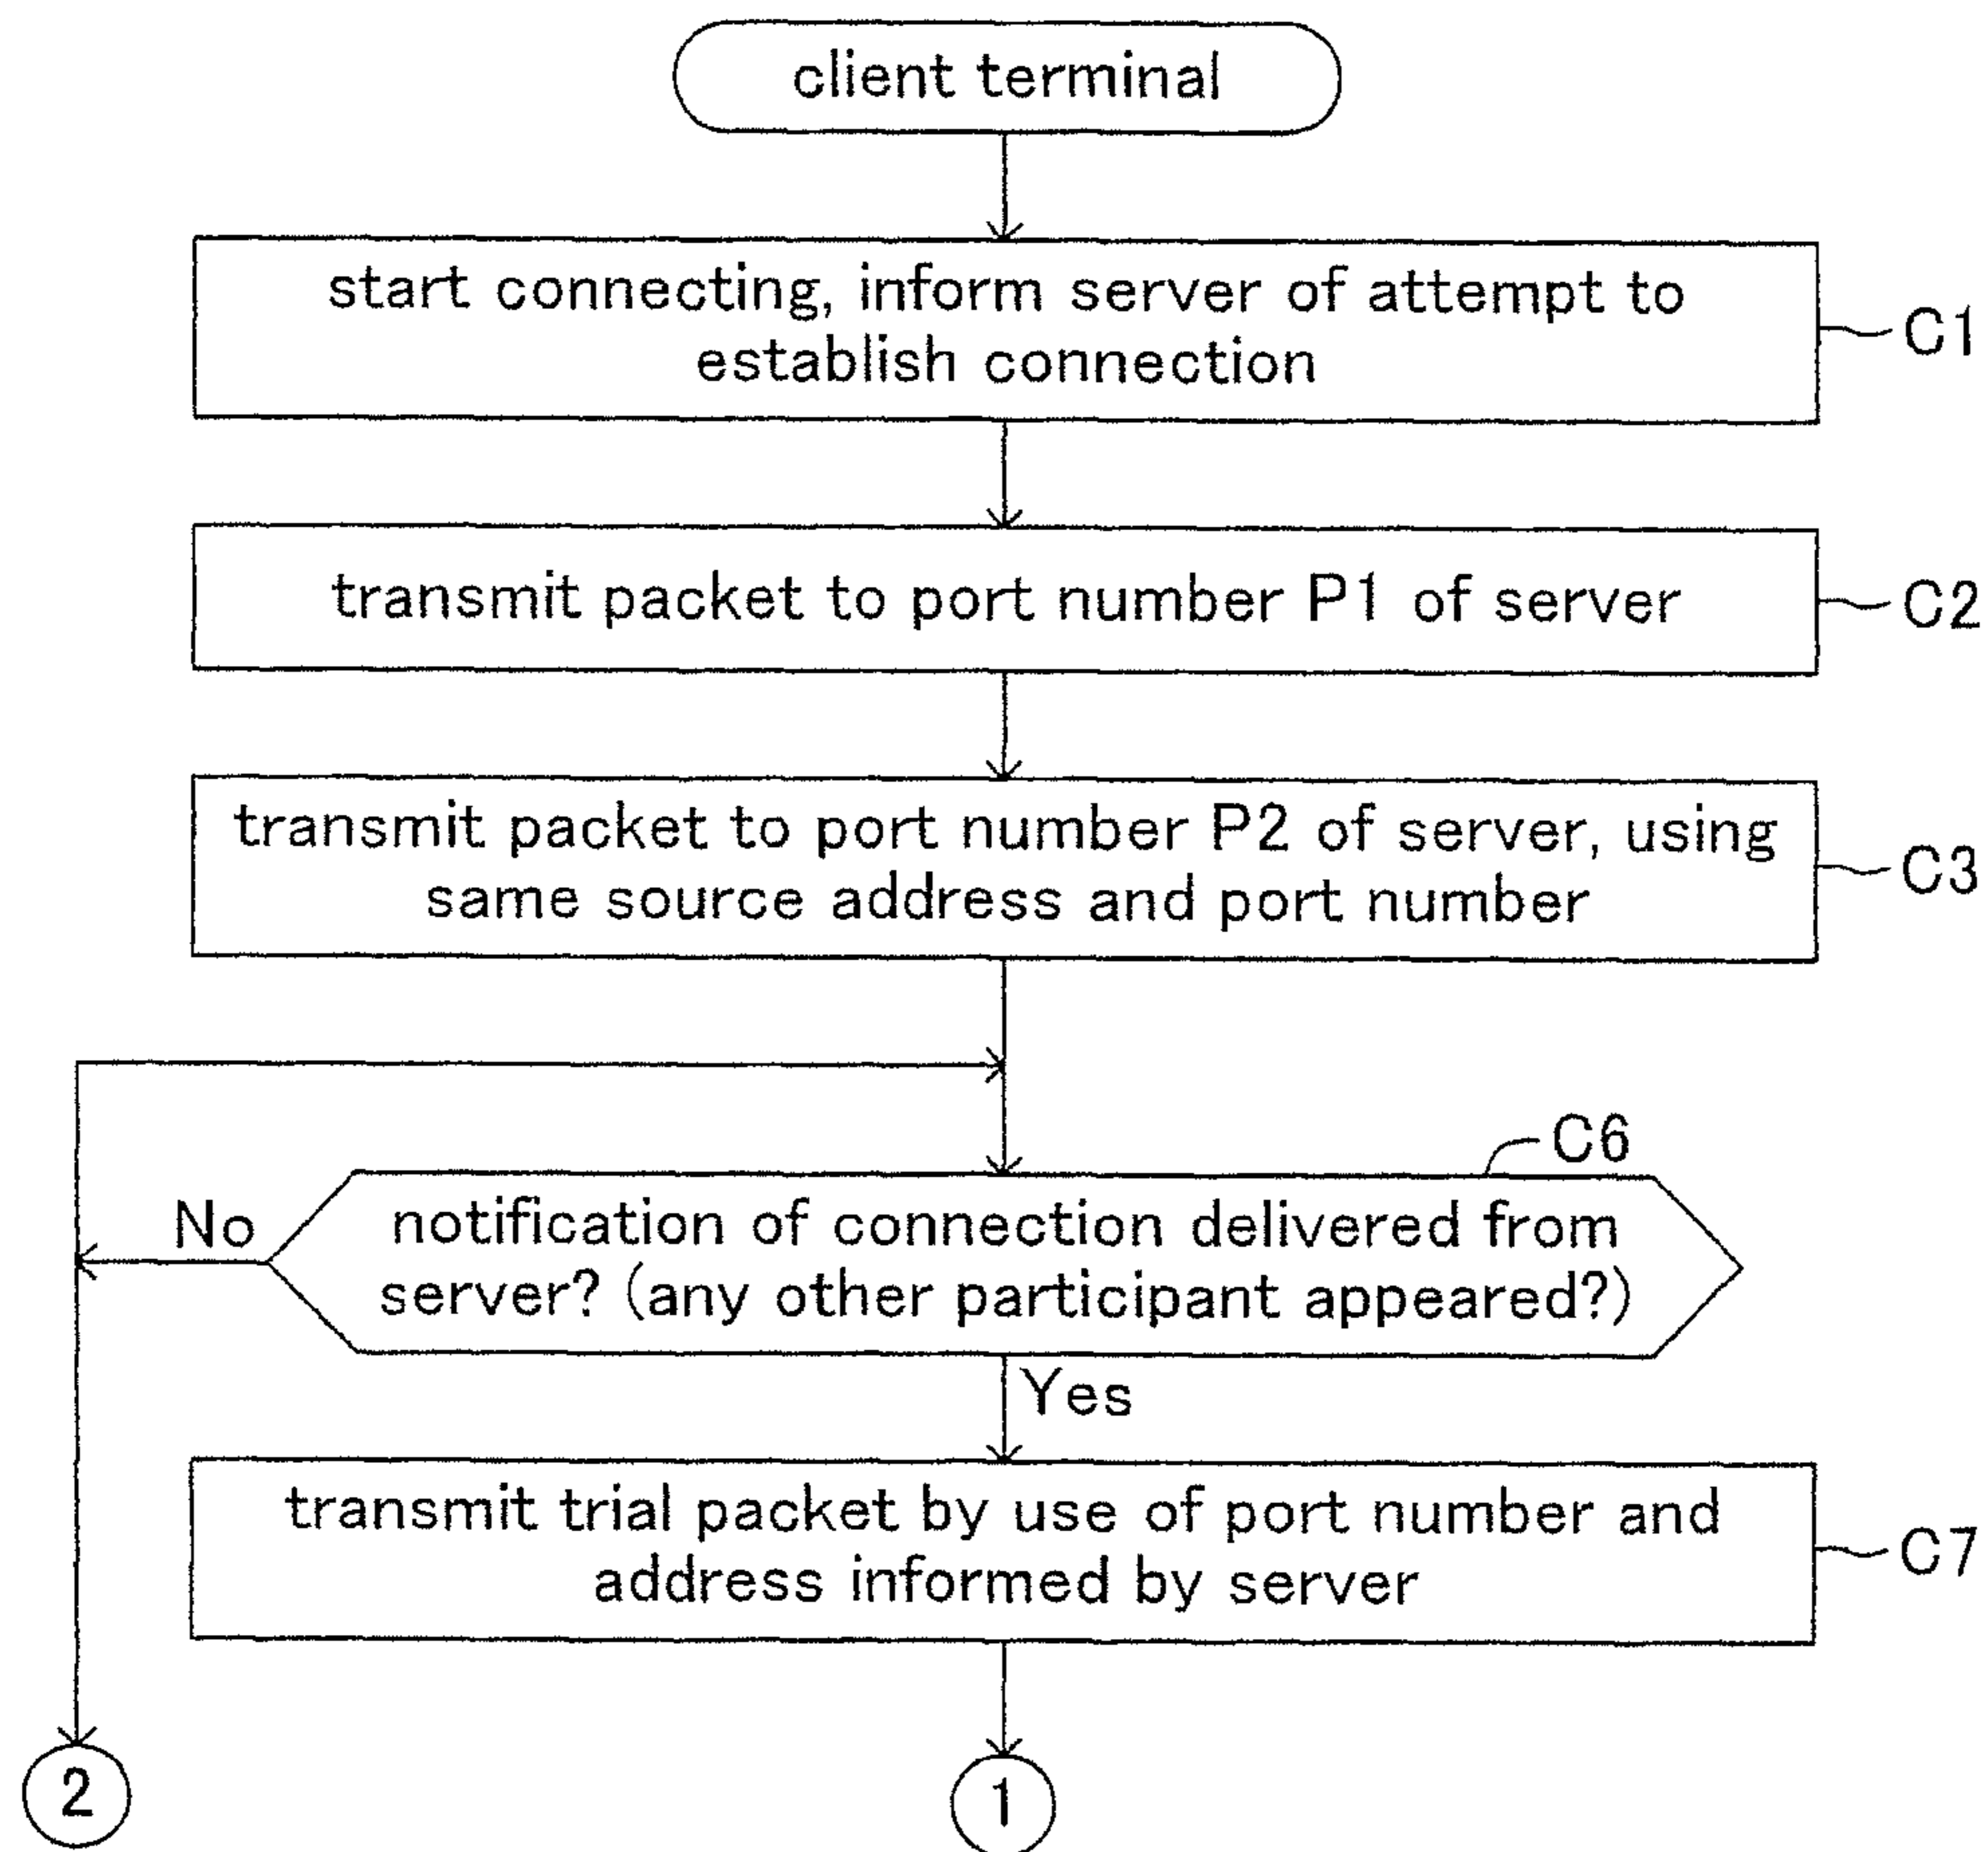 client terminal
start connecting, inform server of attempt to
establish connection
C1
transmit packet to port number P1 of server
C2
transmit packet to port number P2 of server, using
same source address and port number
C3
C6
No
notification of connection delivered from
server? (any other participant appeared?)
Yes
transmit trial packet by use of port number and
address informed by server
C7
2
1